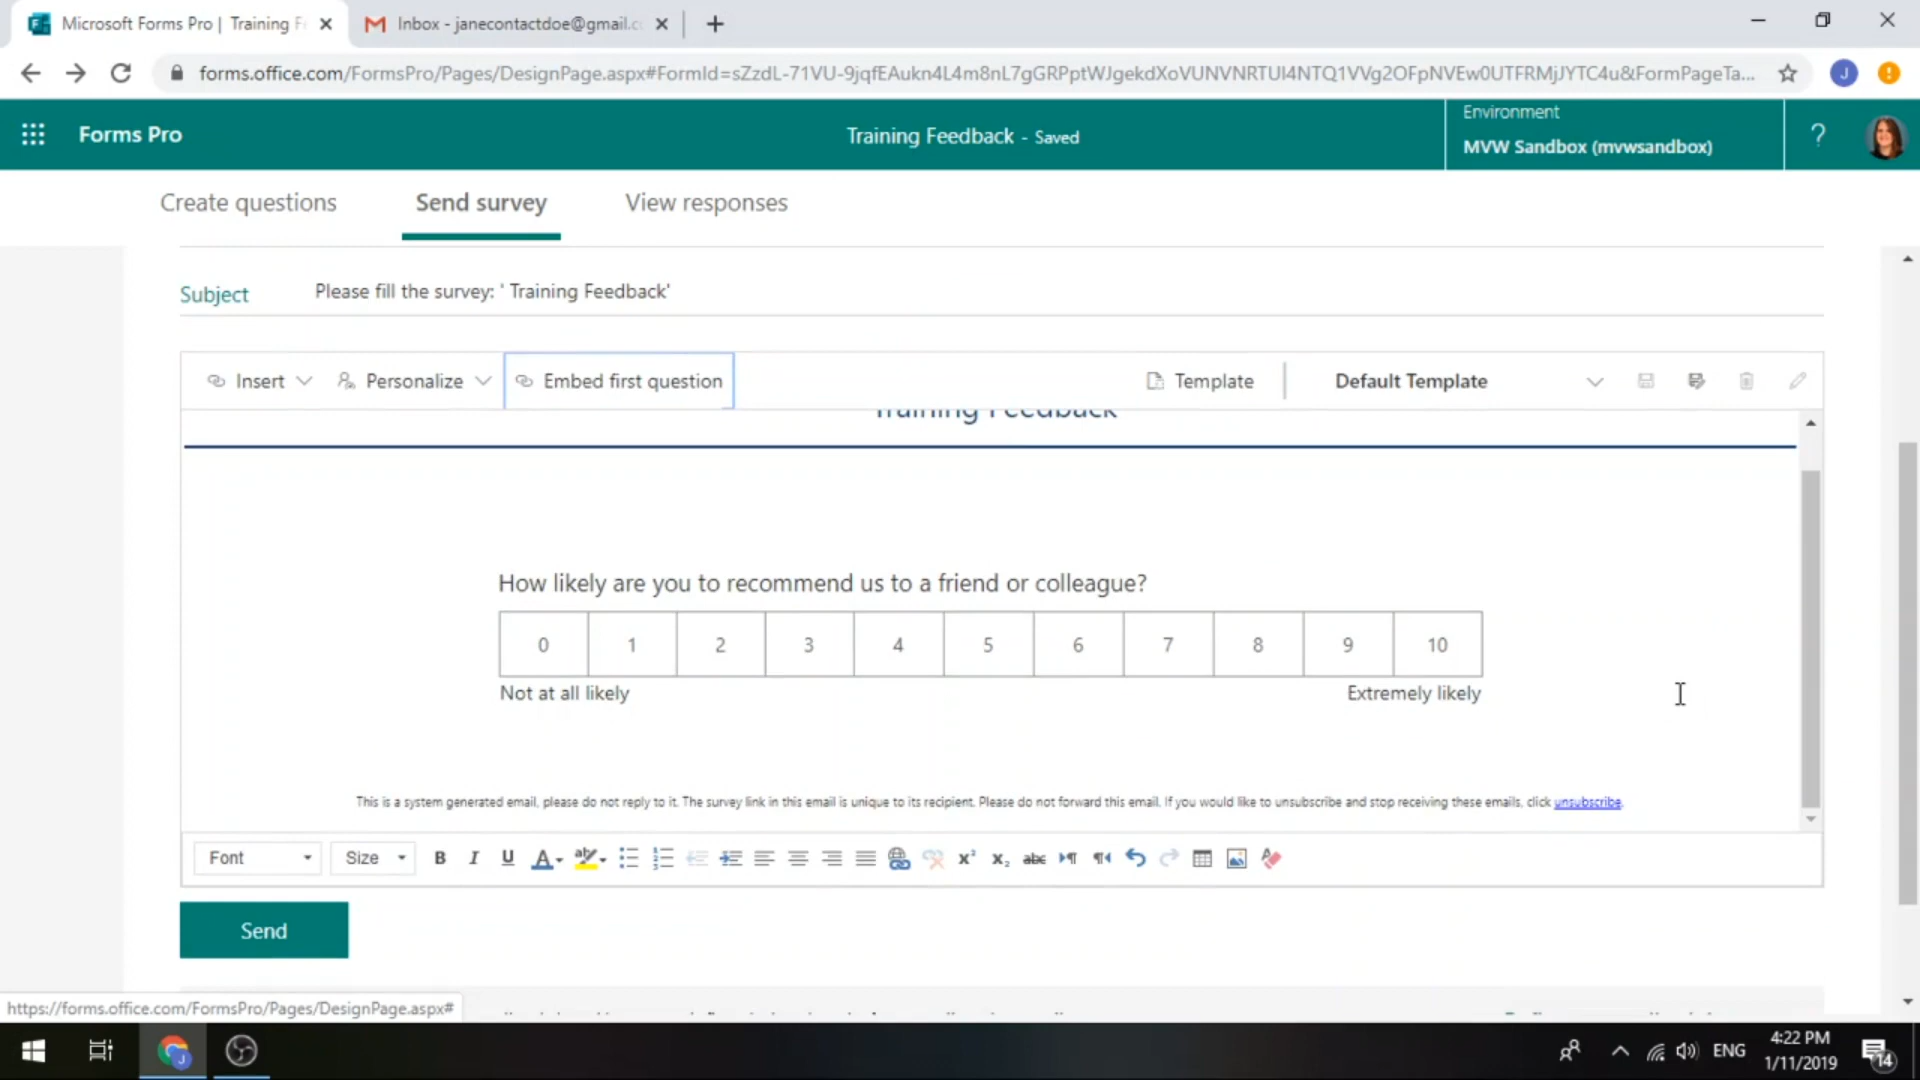 Microsoft Forms Pro | Training F
Inbox - janecontactdoe@gmail.c
forms.office.com/FormsPro/Pages/DesignPage.aspx#FormId=sZzdL-71VU-9jqfEAukn4L4m8nL7gGRPptWJgekdXoVUNVNRTUI4NTQ1VVg2OFpNVEw0UTFRMjJYTC4u&FormPageTa...
J
Forms Pro
Training Feedback - Saved
Environment
MVW Sandbox (mvwsandbox)
?
Create questions
Send survey
View responses
Subject
Please fill the survey: ' Training Feedback'
Insert
Personalize
Embed first question
Template
Default Template
Training Feedback
How likely are you to recommend us to a friend or colleague?
0 1 2 3 4 5 6 7 8 9 10
Not at all likely
Extremely likely
This is a system generated email, please do not reply to it. The survey link in this email is unique to its recipient. Please do not forward this email. If you would like to unsubscribe and stop receiving these emails, click unsubscribe.
Font
Size
B I U A ab x² x₂ abc
Send
https://forms.office.com/FormsPro/Pages/DesignPage.aspx#
ENG
4:22 PM
1/11/2019
14